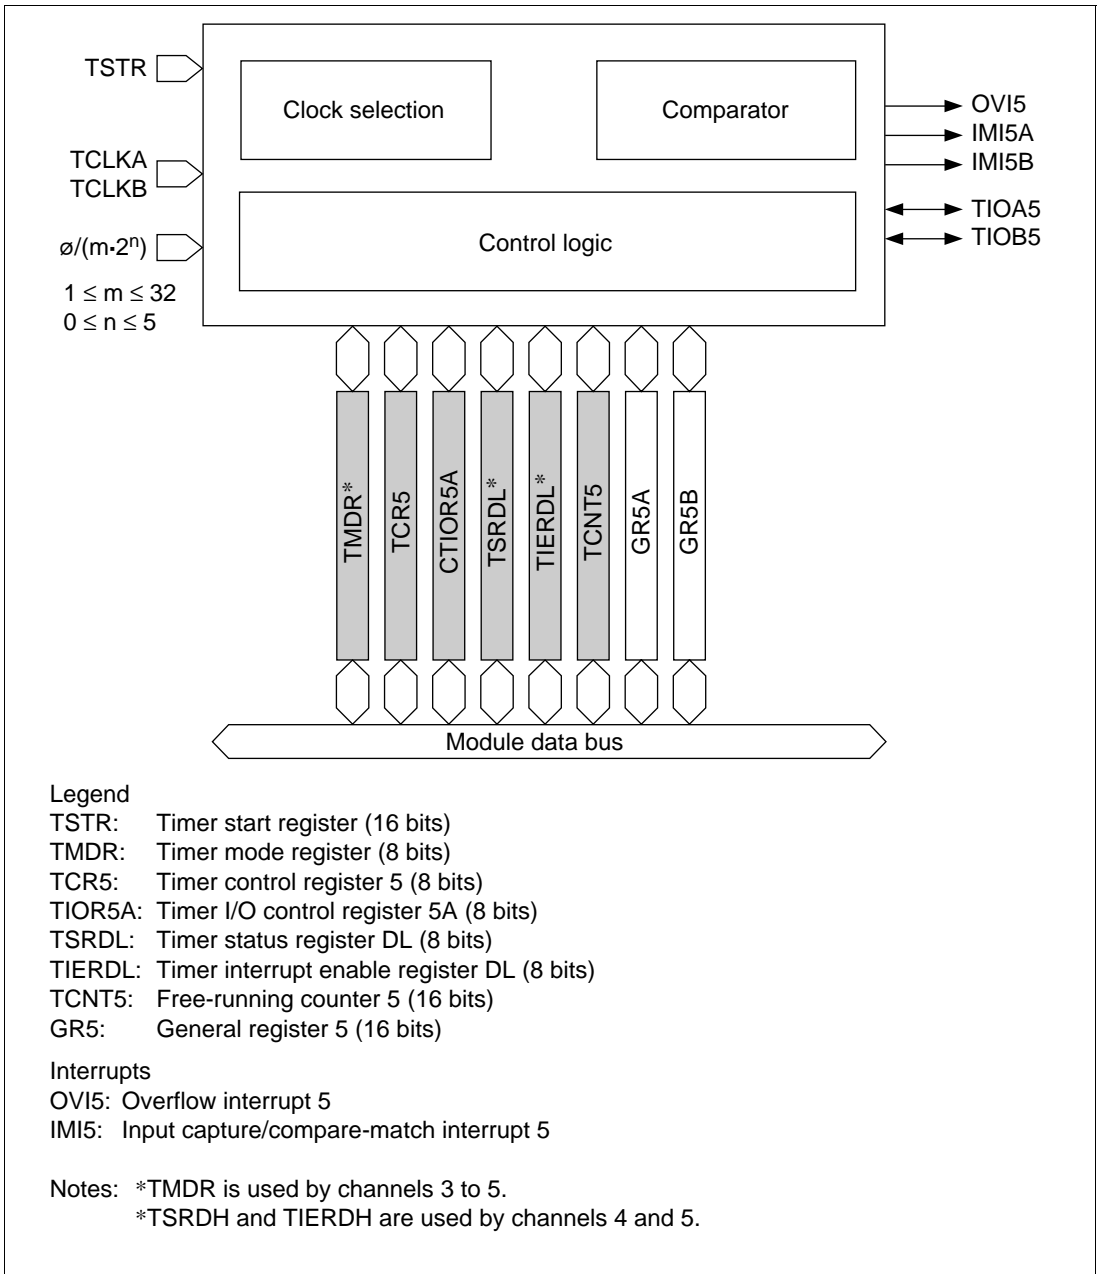 TSTR
Clock selection
Comparator
OVI5
IMI5A
IMI5B
TCLKA
TCLKB
TIOA5
TIOB5
Control logic
ø/(m·2ⁿ)
1 ≤ m ≤ 32
0 ≤ n ≤ 5
TMDR*
TCR5
CTIOR5A
TSRDL*
TIERDL*
TCNT5
GR5A
GR5B
Module data bus
Legend
TSTR: Timer start register (16 bits)
TMDR: Timer mode register (8 bits)
TCR5: Timer control register 5 (8 bits)
TIOR5A: Timer I/O control register 5A (8 bits)
TSRDL: Timer status register DL (8 bits)
TIERDL: Timer interrupt enable register DL (8 bits)
TCNT5: Free-running counter 5 (16 bits)
GR5: General register 5 (16 bits)
Interrupts
OVI5: Overflow interrupt 5
IMI5: Input capture/compare-match interrupt 5
Notes: *TMDR is used by channels 3 to 5.
*TSRDH and TIERDH are used by channels 4 and 5.